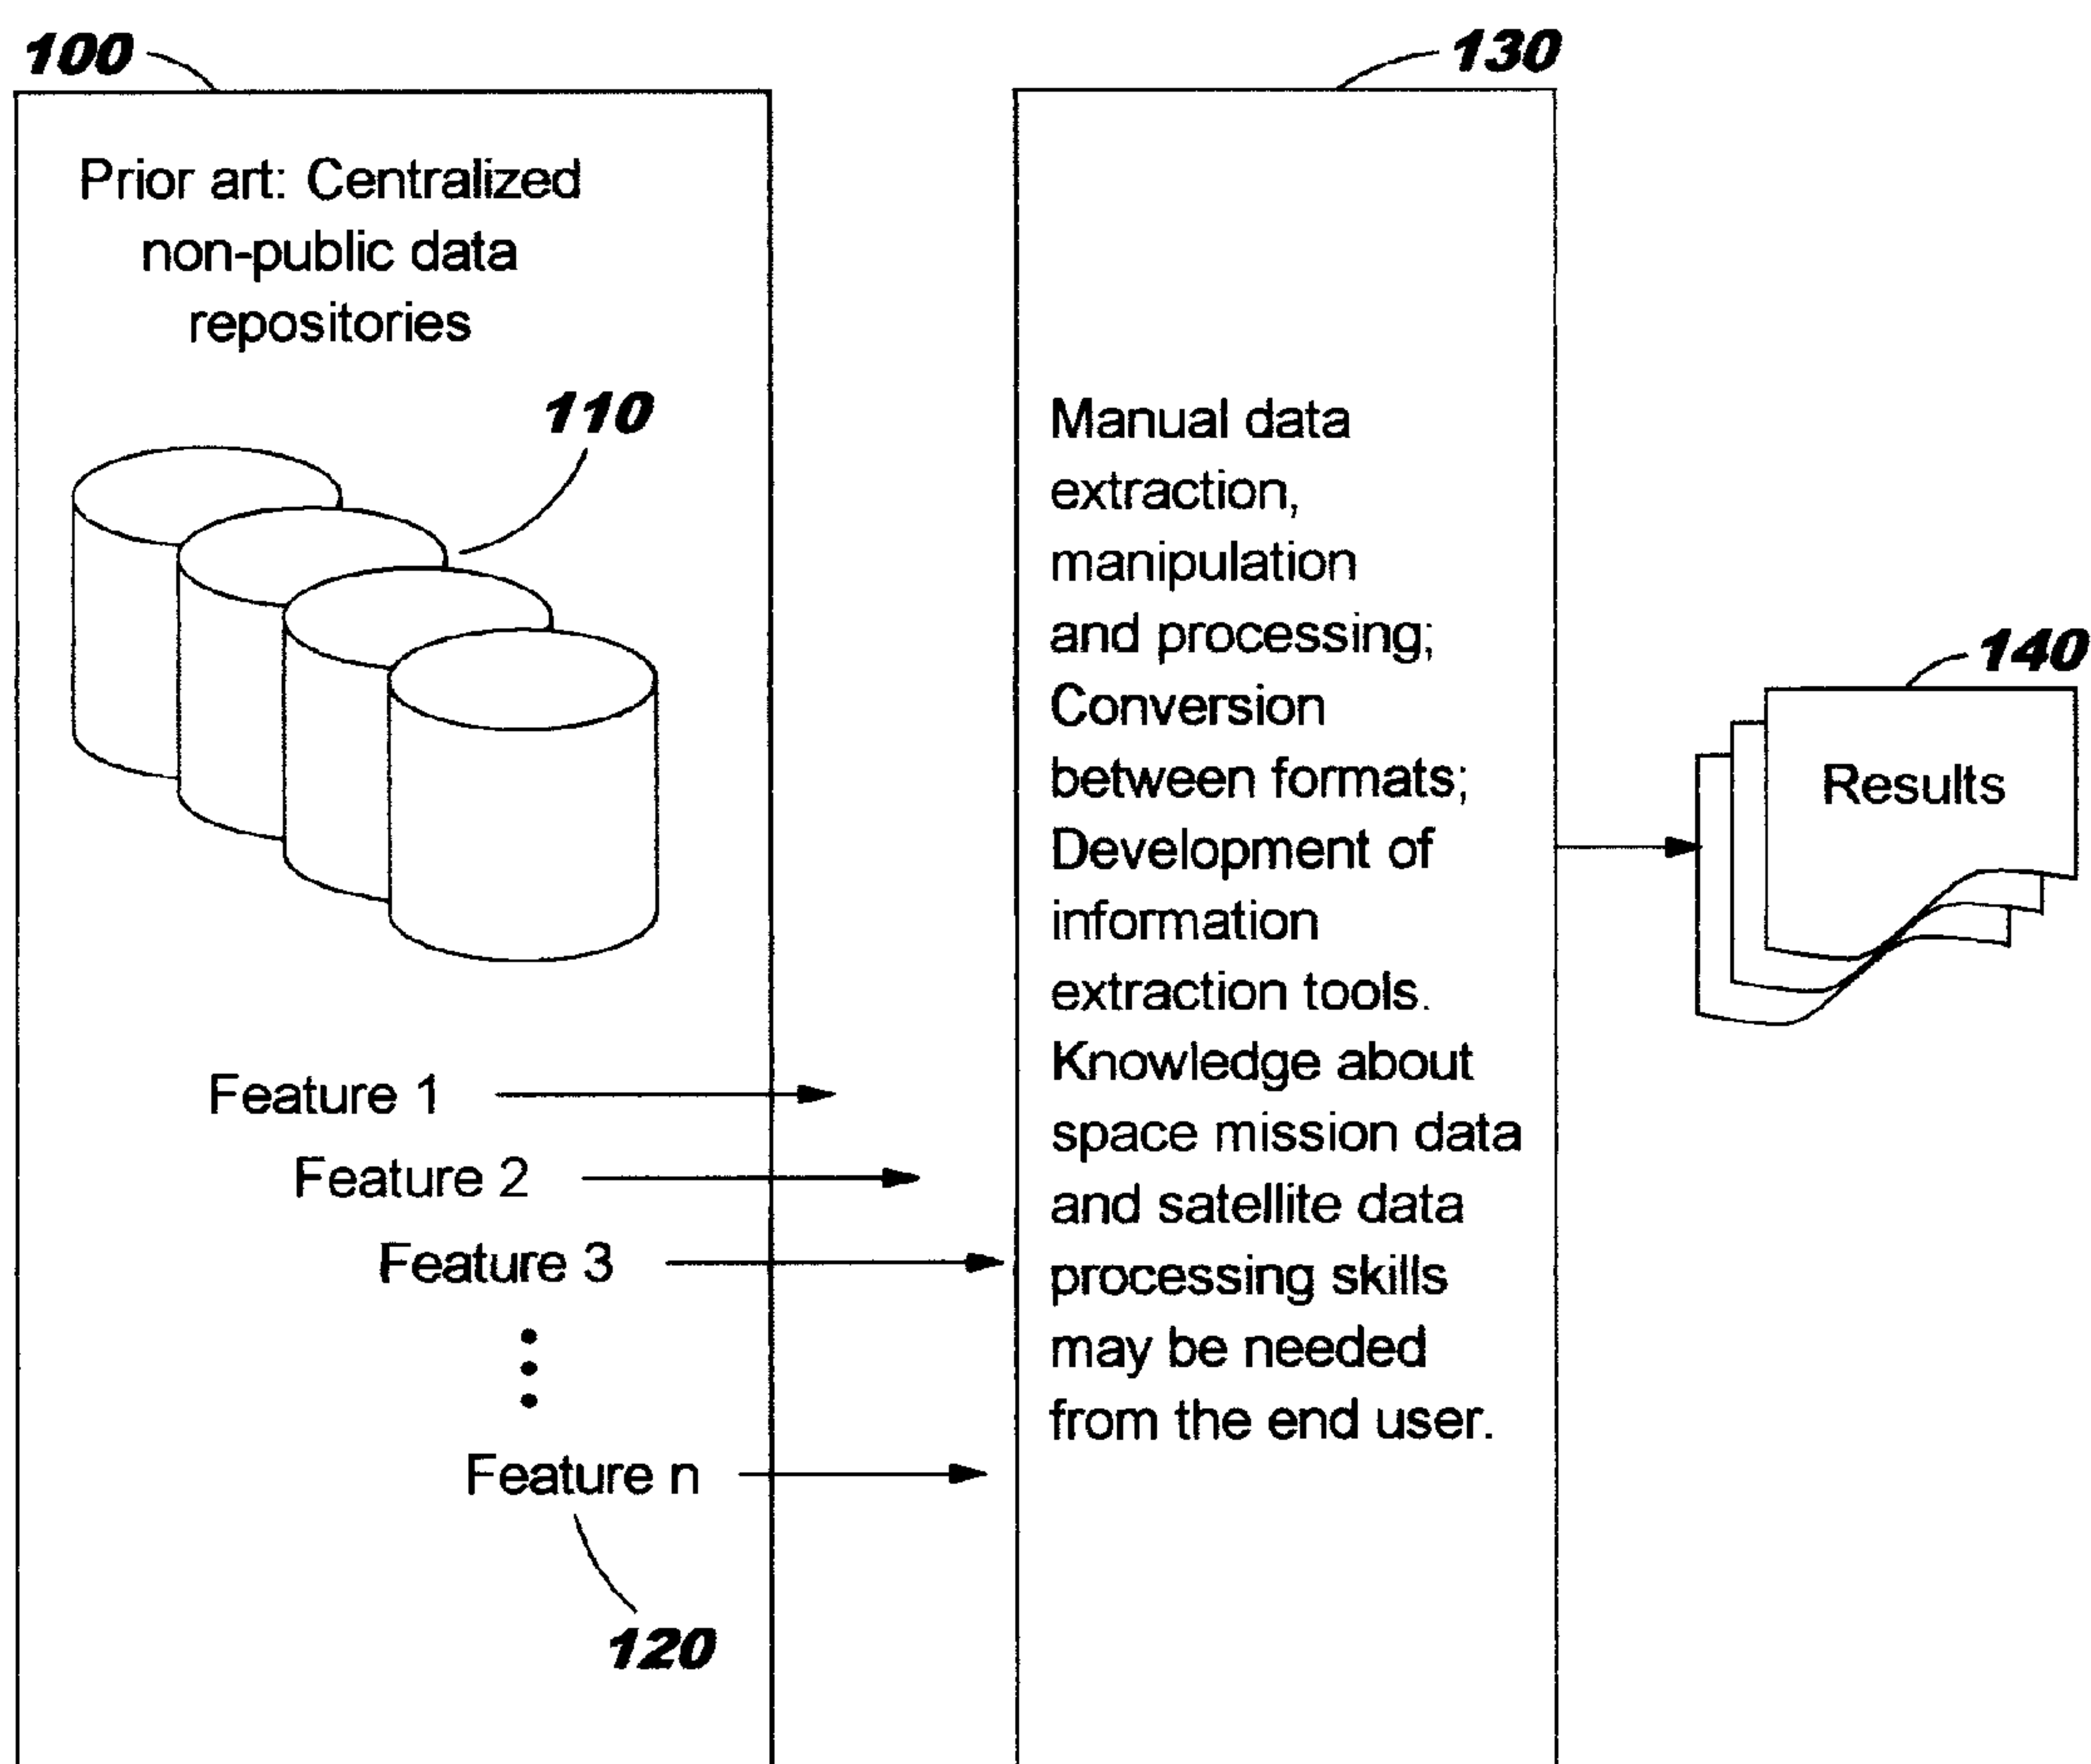 100
130
Prior art: Centralized
non-public data
repositories
110
Manual data
extraction,
manipulation
and processing;
Conversion
between formats;
Development of
information
extraction tools.
Knowledge about
space mission data
and satellite data
processing skills
may be needed
from the end user.
140
Results
Feature 1
Feature 2
Feature 3
Feature n
120